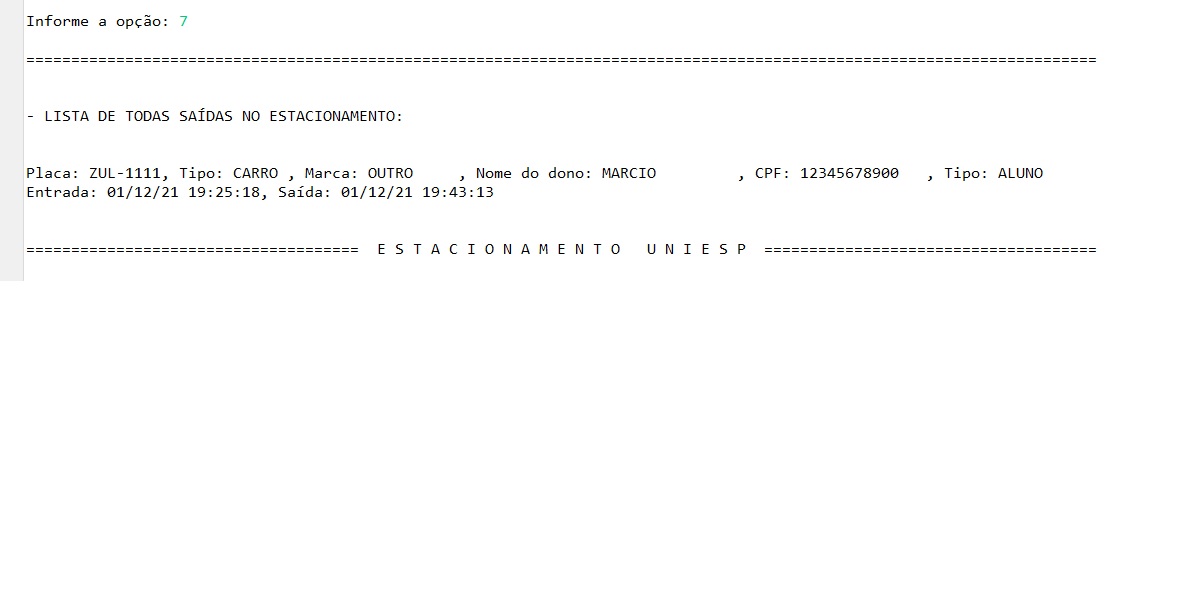 Informe a opção: 7
=======================================================================================================================
- LISTA DE TODAS SAÍDAS NO ESTACIONAMENTO:
Placa: ZUL-1111, Tipo: CARRO , Marca: OUTRO     , Nome do dono: MARCIO         , CPF: 12345678900   , Tipo: ALUNO
Entrada: 01/12/21 19:25:18, Saída: 01/12/21 19:43:13
===================================== E S T A C I O N A M E N T O   U N I E S P =====================================